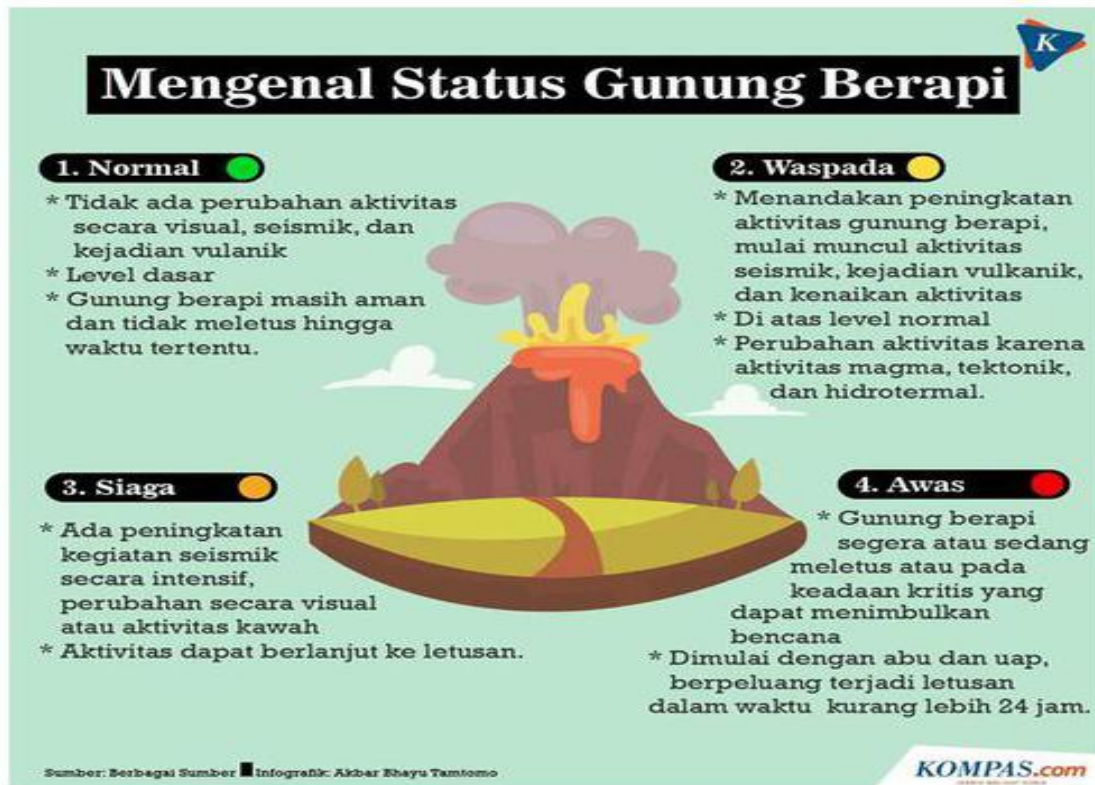 K
Mengenal Status Gunung Berapi
1. Normal
* Tidak ada perubahan aktivitas
secara visual, seismik, dan
kejadian vulanik
* Level dasar
* Gunung berapi masih aman
dan tidak meletus hingga
waktu tertentu.
2. Waspada
* Menandakan peningkatan
aktivitas gunung berapi,
mulai muncul aktivitas
seismik, kejadian vulkanik,
dan kenaikan aktivitas
* Di atas level normal
* Perubahan aktivitas karena
aktivitas magma, tektonik,
dan hidrotermal.
3. Siaga
* Ada peningkatan
kegiatan seismik
secara intensif,
perubahan secara visual
atau aktivitas kawah
* Aktivitas dapat berlanjut ke letusan.
4. Awas
* Gunung berapi
segera atau sedang
meletus atau pada
keadaan kritis yang
dapat menimbulkan
bencana
* Dimulai dengan abu dan uap,
berpeluang terjadi letusan
dalam waktu kurang lebih 24 jam.
Sumber: Berbagai Sumber Infografik: Akbar Bhayu Tamtomo
KOMPAS.com